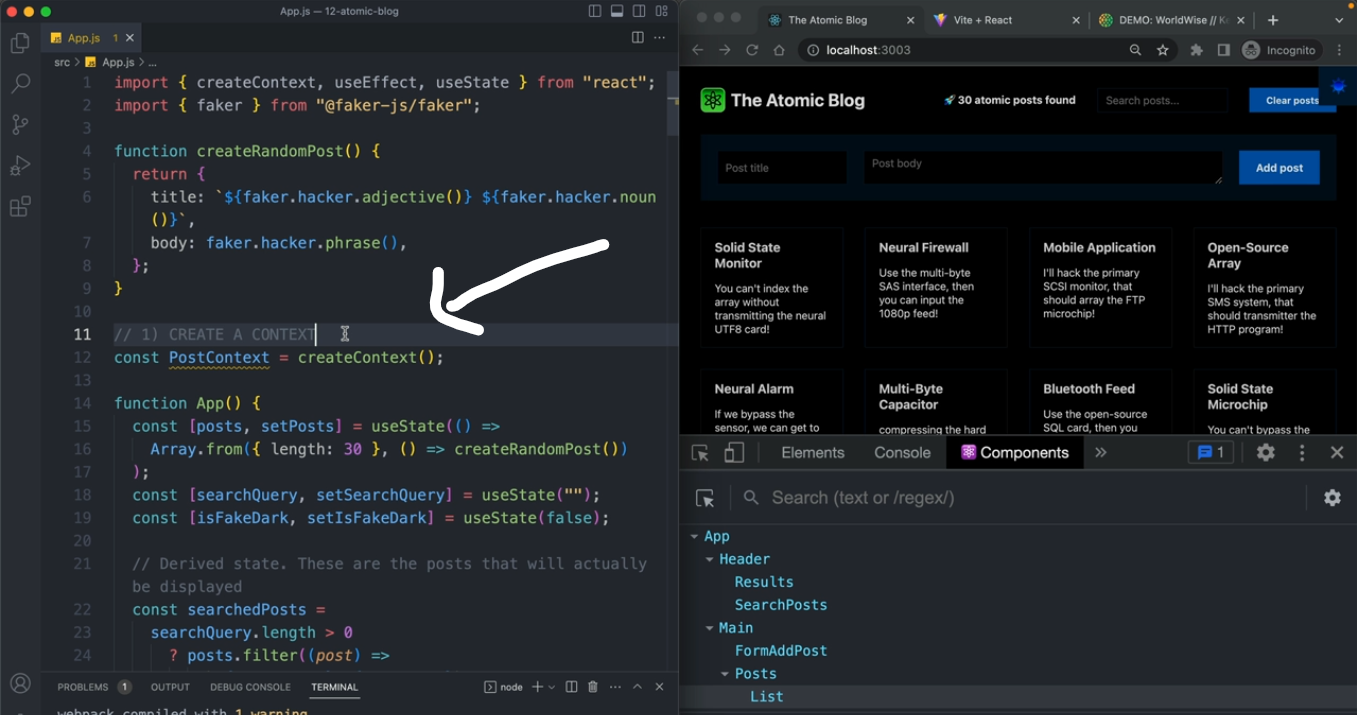 App.js — 12-atomic-blog
App.js 1
src > App.js > ...
1 import { createContext, useEffect, useState } from "react";
2 import { faker } from "@faker-js/faker";
3
4 function createRandomPost() {
5 return {
6 title: `${faker.hacker.adjective()} ${faker.hacker.noun
()}`,
7 body: faker.hacker.phrase(),
8 };
9 }
10
11 // 1) CREATE A CONTEXT
12 const PostContext = createContext();
13
14 function App() {
15 const [posts, setPosts] = useState(() =>
16 Array.from({ length: 30 }, () => createRandomPost())
17 );
18 const [searchQuery, setSearchQuery] = useState("");
19 const [isFakeDark, setIsFakeDark] = useState(false);
20
21 // Derived state. These are the posts that will actually
be displayed
22 const searchedPosts =
23 searchQuery.length > 0
24 ? posts.filter((post) =>
PROBLEMS 1 OUTPUT DEBUG CONSOLE TERMINAL node
webpack compiled with 1 warning
The Atomic Blog Vite + React DEMO: WorldWise // K
localhost:3003 Incognito
The Atomic Blog 🚀 30 atomic posts found Search posts... Clear posts
Post title Post body Add post
Solid State
Monitor
You can't index the
array without
transmitting the neural
UTF8 card!
Neural Firewall
Use the multi-byte
SAS interface, then
you can input the
1080p feed!
Mobile Application
I'll hack the primary
SCSI monitor, that
should array the FTP
microchip!
Open-Source
Array
I'll hack the primary
SMS system, that
should transmitter the
HTTP program!
Neural Alarm
If we bypass the
sensor, we can get to
Multi-Byte
Capacitor
compressing the hard
Bluetooth Feed
Use the open-source
SQL card, then you
Solid State
Microchip
You can't bypass the
Elements Console Components 1
Search (text or /regex/)
App
Header
Results
SearchPosts
Main
FormAddPost
Posts
List